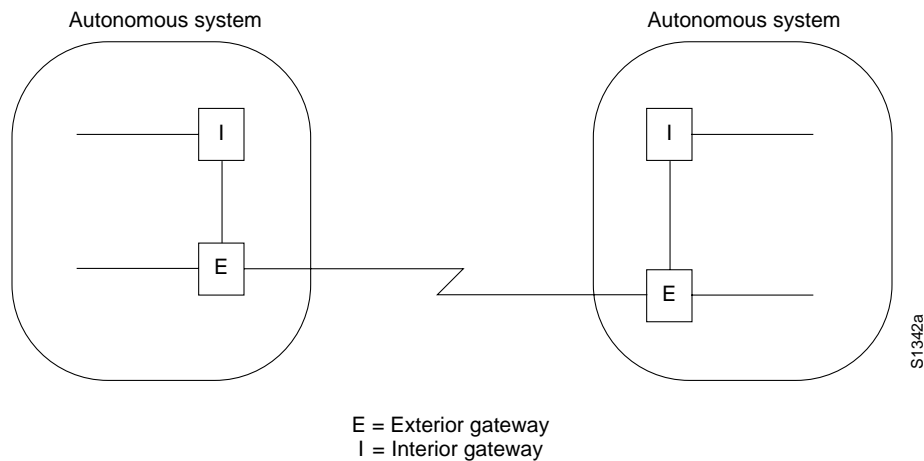 Autonomous system
Autonomous system
I
I
E
E
S1342a
E = Exterior gateway
I = Interior gateway